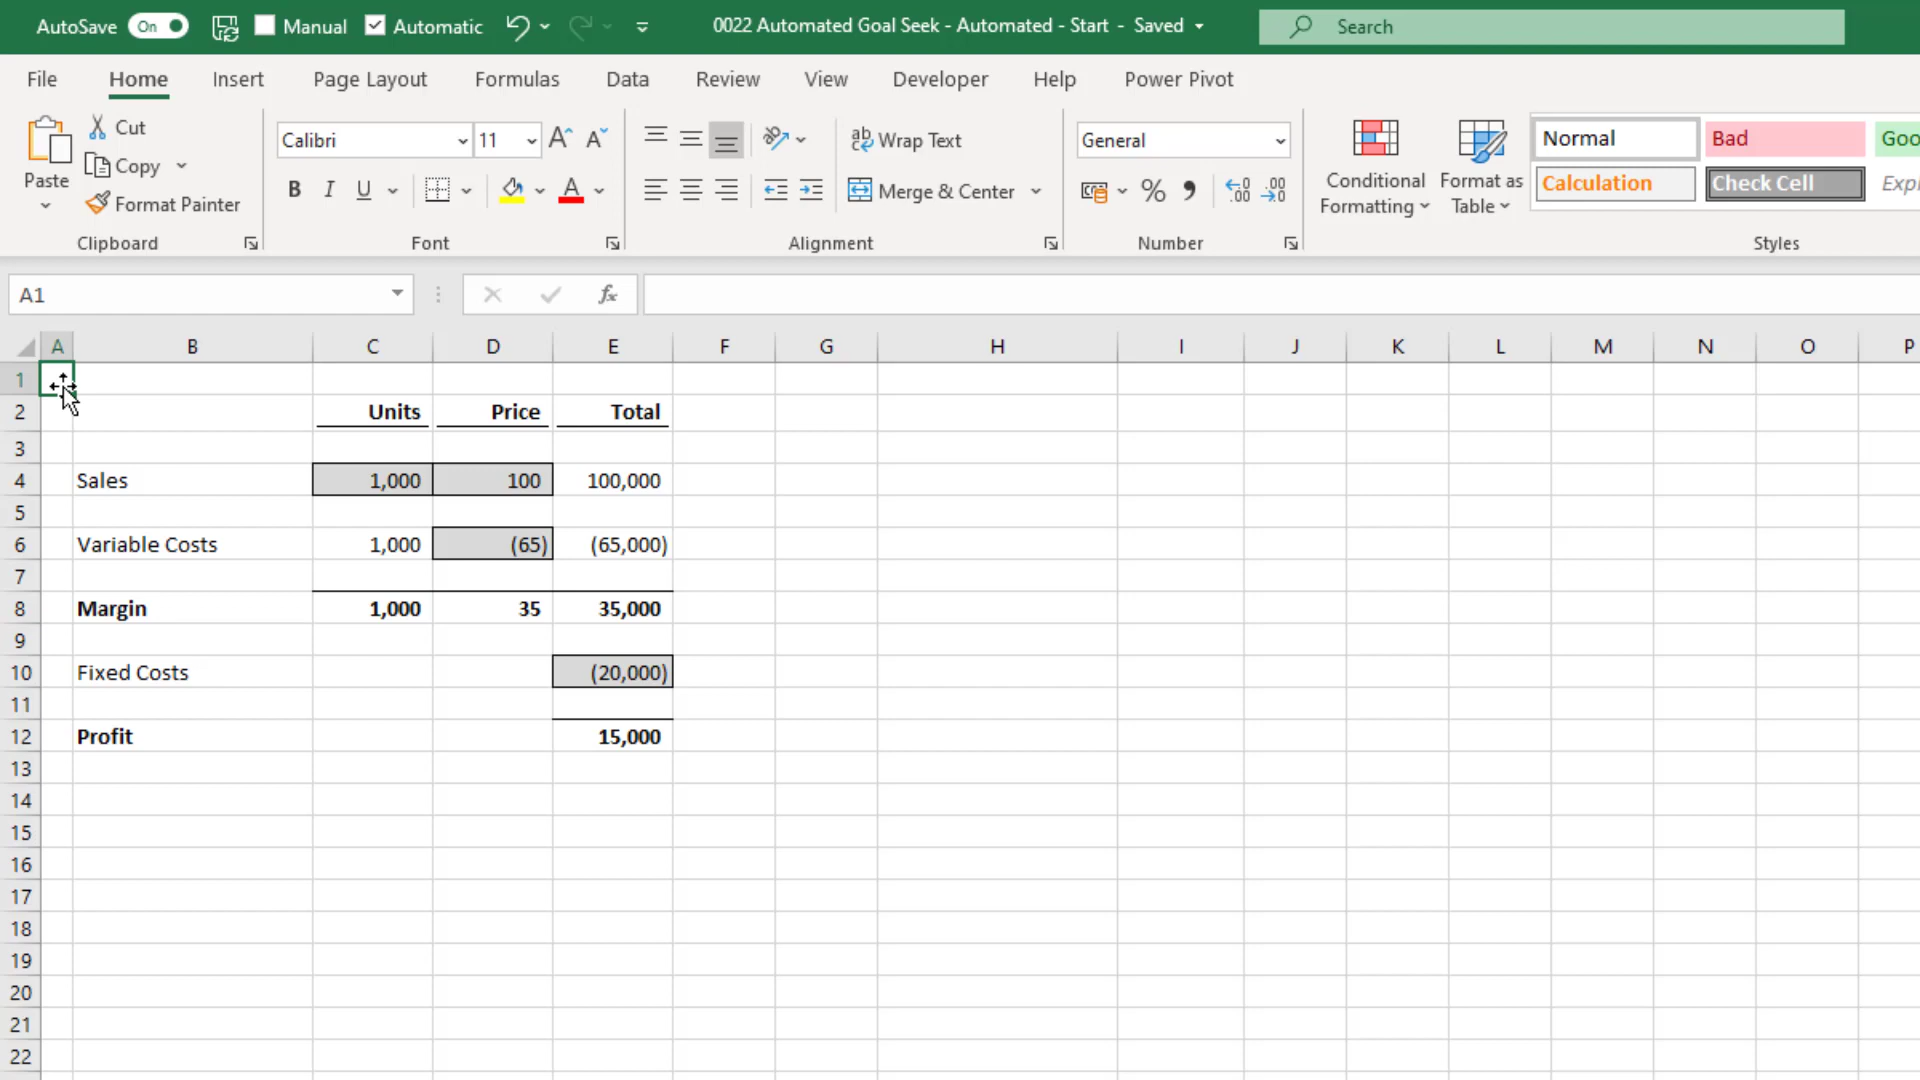 AutoSave On Manual Automatic 0022 Automated Goal Seek - Automated - Start - Saved Search
File Home Insert Page Layout Formulas Data Review View Developer Help Power Pivot
Paste Cut Copy Format Painter Clipboard
Calibri 11 B I U A Font
ab Wrap Text Merge & Center Alignment
General % Number
Conditional Formatting Format as Table
Normal Bad Goo
Calculation Check Cell Expl
Styles
A1 fx
A B C D E F G H I J K L M N O P
1
2 Units Price Total
3
4 Sales 1,000 100 100,000
5
6 Variable Costs 1,000 (65) (65,000)
7
8 Margin 1,000 35 35,000
9
10 Fixed Costs (20,000)
11
12 Profit 15,000
13
14
15
16
17
18
19
20
21
22